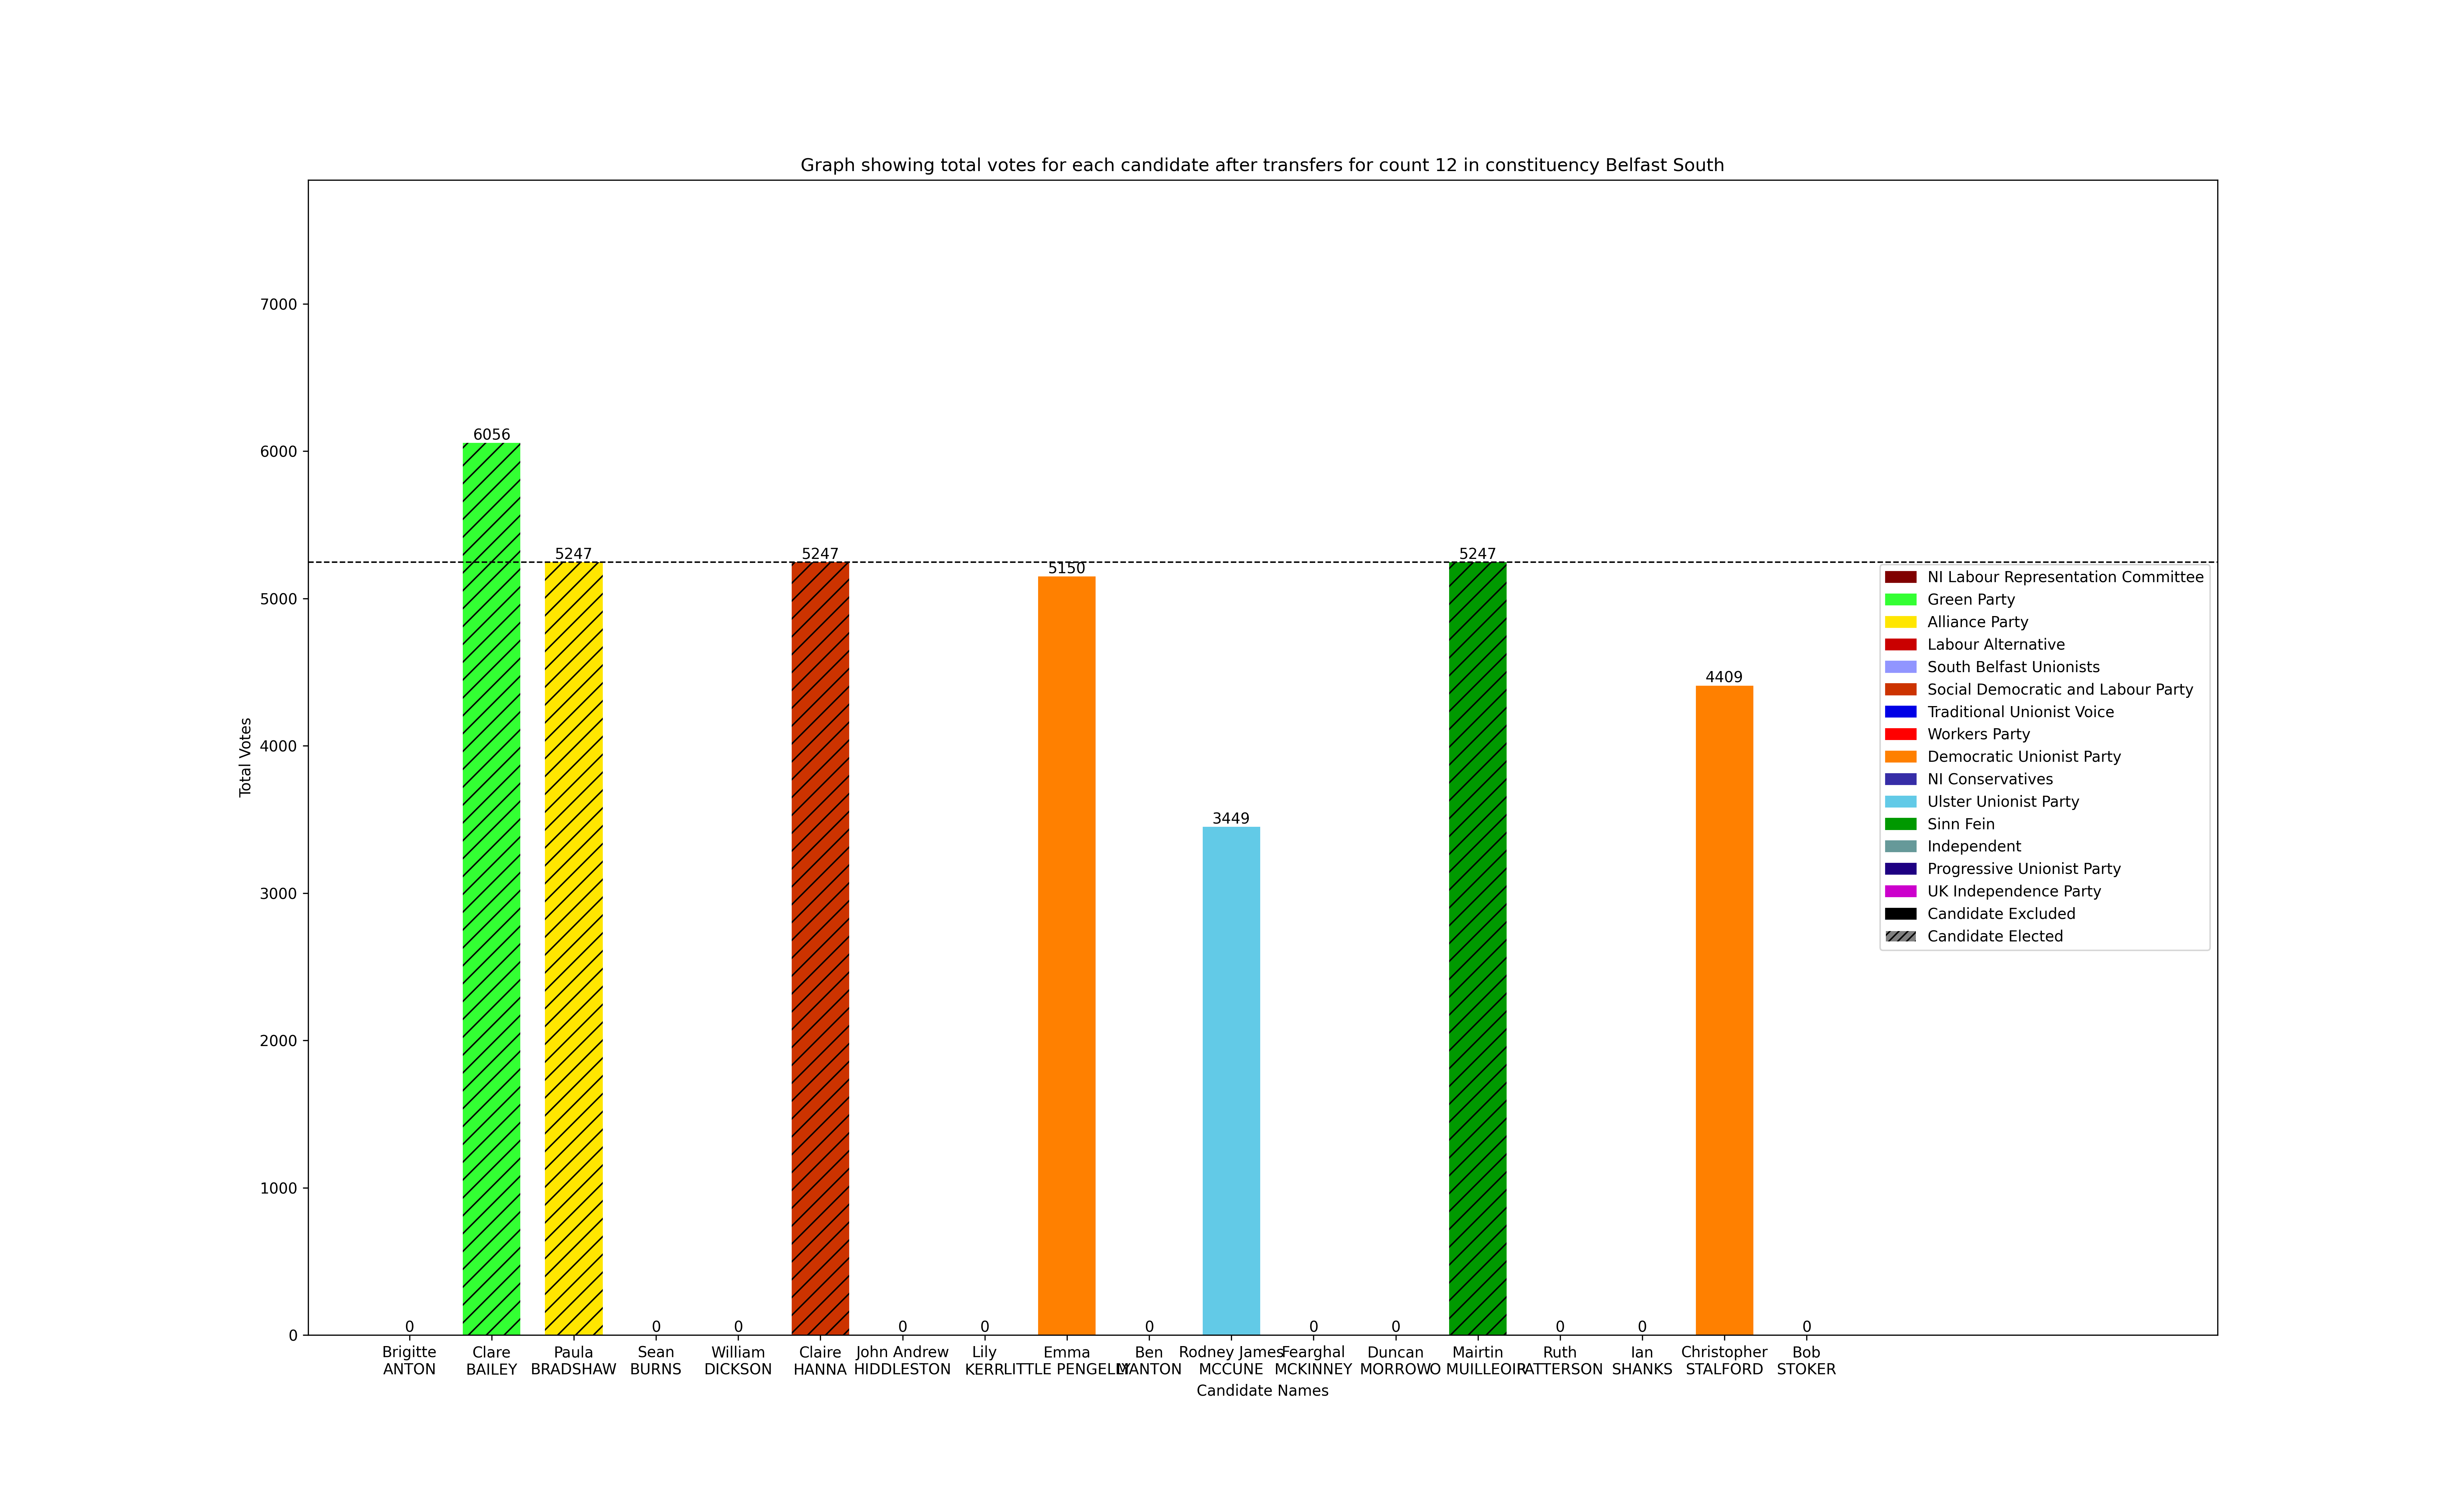 Graph showing total votes for each candidate after transfers for count 12 in constituency Belfast South
7000
6000
5000
4000
3000
2000
1000
0
Total Votes
6056
5247
5247
5150
5247
3449
4409
0
0
0
0
0
0
0
0
0
0
0
Brigitte
ANTON
Clare
BAILEY
Paula
BRADSHAW
Sean
BURNS
William
DICKSON
Claire
HANNA
John Andrew
HIDDLESTON
Lily
KERR
Emma
LITTLE PENGELLY
Ben
MANTON
Rodney James
MCCUNE
Fearghal
MCKINNEY
Duncan
MORROW
Mairtin
O MUILLEOIR
Ruth
PATTERSON
Ian
SHANKS
Christopher
STALFORD
Bob
STOKER
Candidate Names
NI Labour Representation Committee
Green Party
Alliance Party
Labour Alternative
South Belfast Unionists
Social Democratic and Labour Party
Traditional Unionist Voice
Workers Party
Democratic Unionist Party
NI Conservatives
Ulster Unionist Party
Sinn Fein
Independent
Progressive Unionist Party
UK Independence Party
Candidate Excluded
Candidate Elected